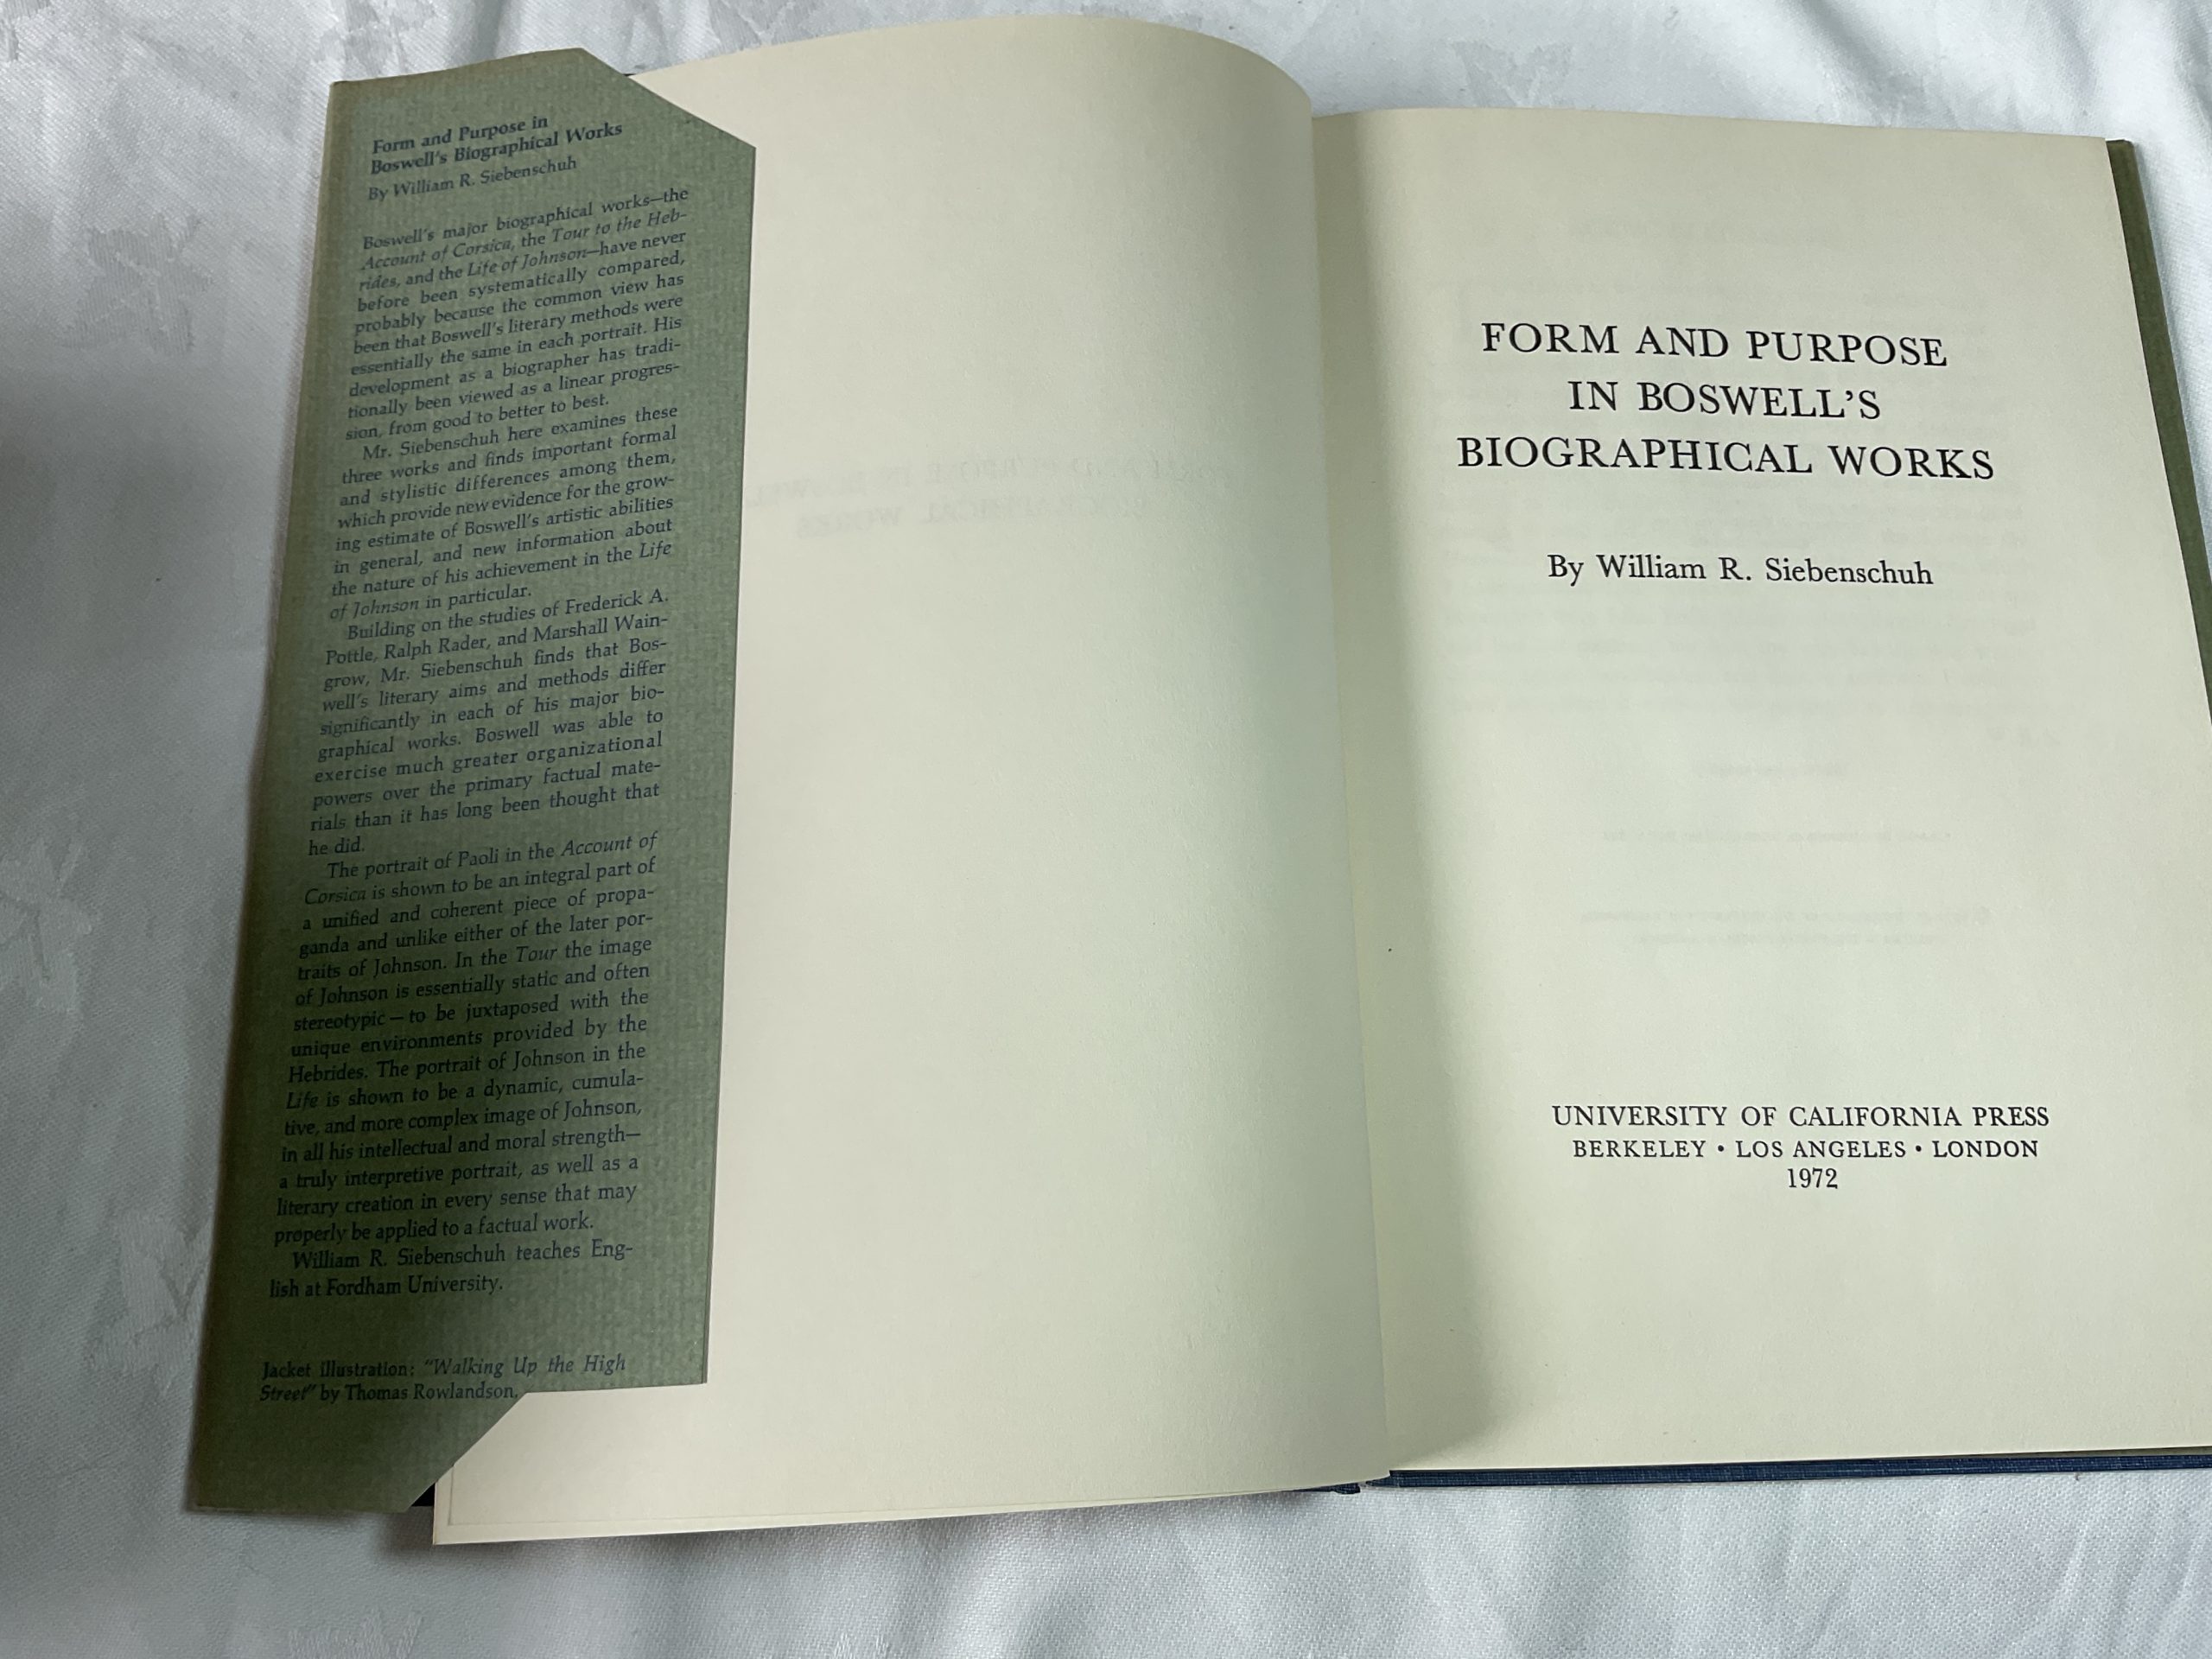 Form and Purpose in
Boswell's Biographical Works
By William R. Siebenschuh
Boswell's major biographical works—the
Account of Corsica, the Tour to the Heb-
rides, and the Life of Johnson—have never
before been systematically compared,
probably because the common view has
been that Boswell's literary methods were
essentially the same in each portrait. His
development as a biographer has tradi-
tionally been viewed as a linear progres-
sion, from good to better to best.
Mr. Siebenschuh here examines these
three works and finds important formal
and stylistic differences among them,
which provide new evidence for the grow-
ing estimate of Boswell's artistic abilities
in general, and new information about
the nature of his achievement in the Life
of Johnson in particular.
Building on the studies of Frederick A.
Pottle, Ralph Rader, and Marshall Wain-
grow, Mr. Siebenschuh finds that Bos-
well's literary aims and methods differ
significantly in each of his major bio-
graphical works. Boswell was able to
exercise much greater organizational
powers over the primary factual mate-
rials than it has long been thought that
he did.
The portrait of Paoli in the Account of
Corsica is shown to be an integral part of
a unified and coherent piece of propa-
ganda and unlike either of the later por-
traits of Johnson. In the Tour the image
of Johnson is essentially static and often
stereotypic—to be juxtaposed with the
unique environments provided by the
Hebrides. The portrait of Johnson in the
Life is shown to be a dynamic, cumula-
tive, and more complex image of Johnson,
in all his intellectual and moral strength—
a truly interpretive portrait, as well as a
literary creation in every sense that may
properly be applied to a factual work.
William R. Siebenschuh teaches Eng-
lish at Fordham University.
Jacket illustration: "Walking Up the High
Street" by Thomas Rowlandson.
FORM AND PURPOSE
IN BOSWELL'S
BIOGRAPHICAL WORKS
By William R. Siebenschuh
UNIVERSITY OF CALIFORNIA PRESS
BERKELEY • LOS ANGELES • LONDON
1972